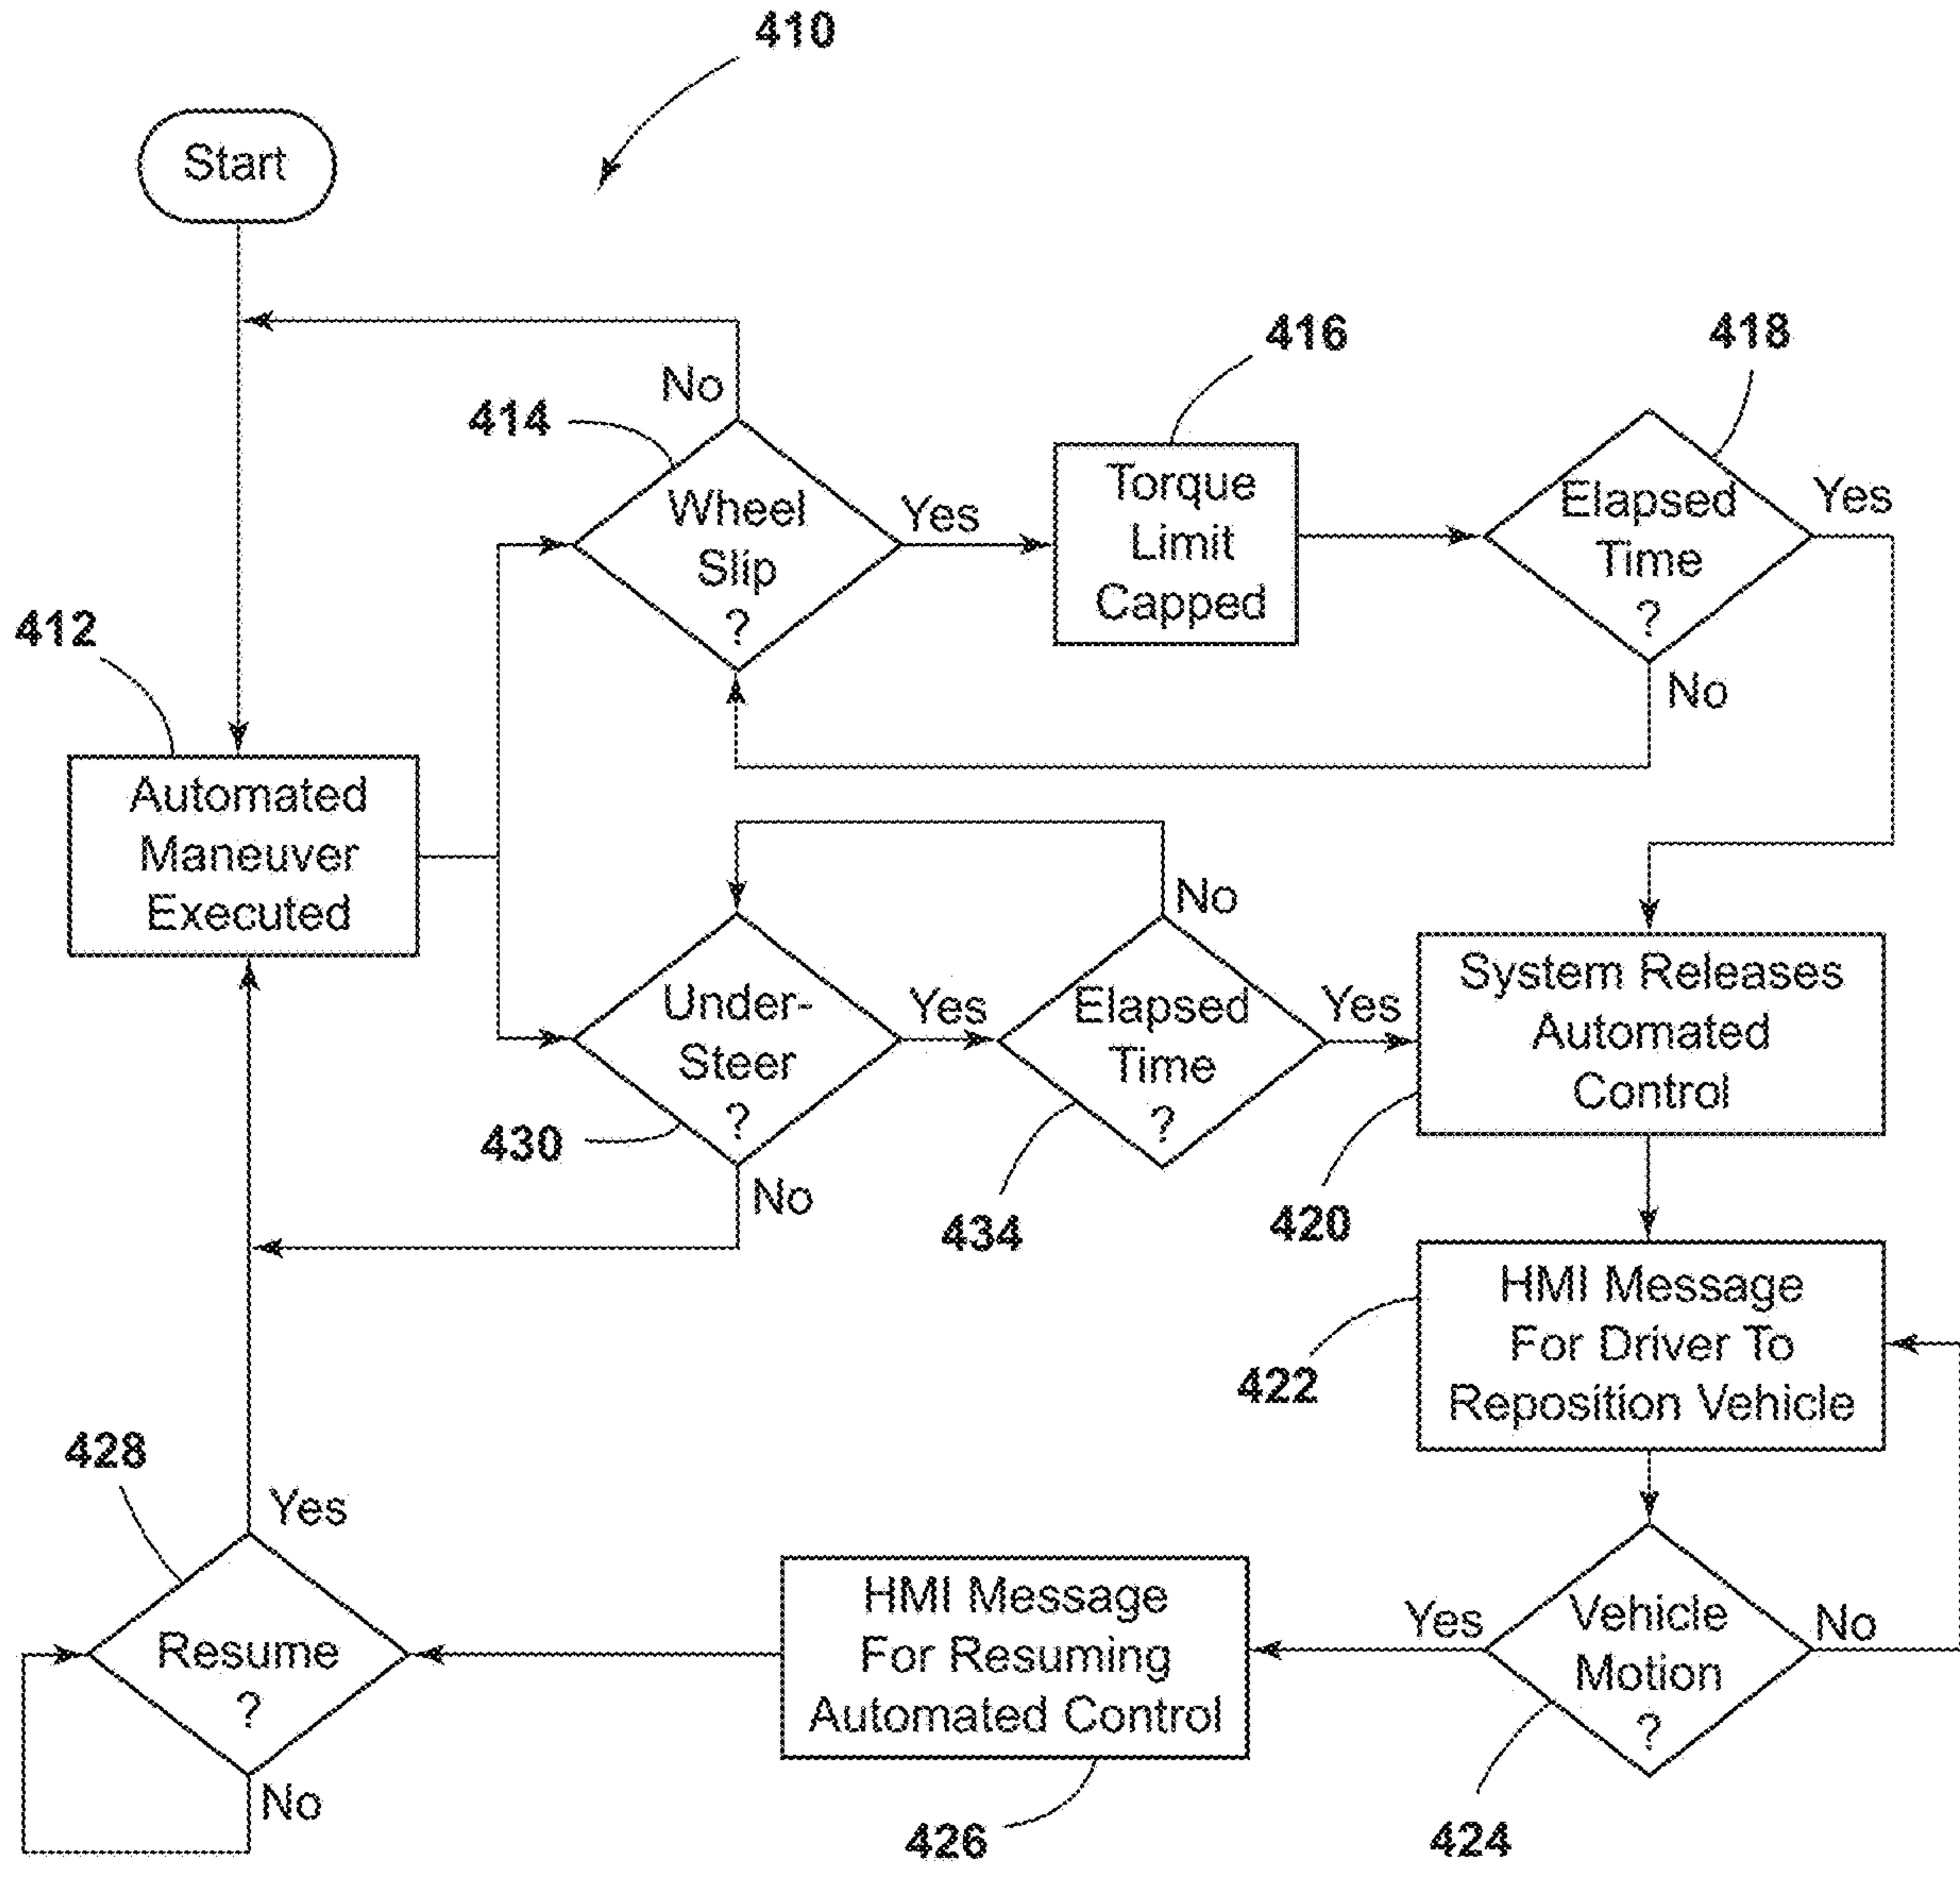 410
Start
416
418
No
414
Wheel
Slip
?
Yes
Torque
Limit
Capped
Elapsed
Time
?
Yes
No
412
Automated
Maneuver
Executed
No
Under-
Steer
?
Yes
Elapsed
Time
?
Yes
System Releases
Automated
Control
430
No
434
420
HMI Message
For Driver To
Reposition Vehicle
422
428
Yes
Resume
?
No
HMI Message
For Resuming
Automated Control
Yes
Vehicle
Motion
?
No
426
424